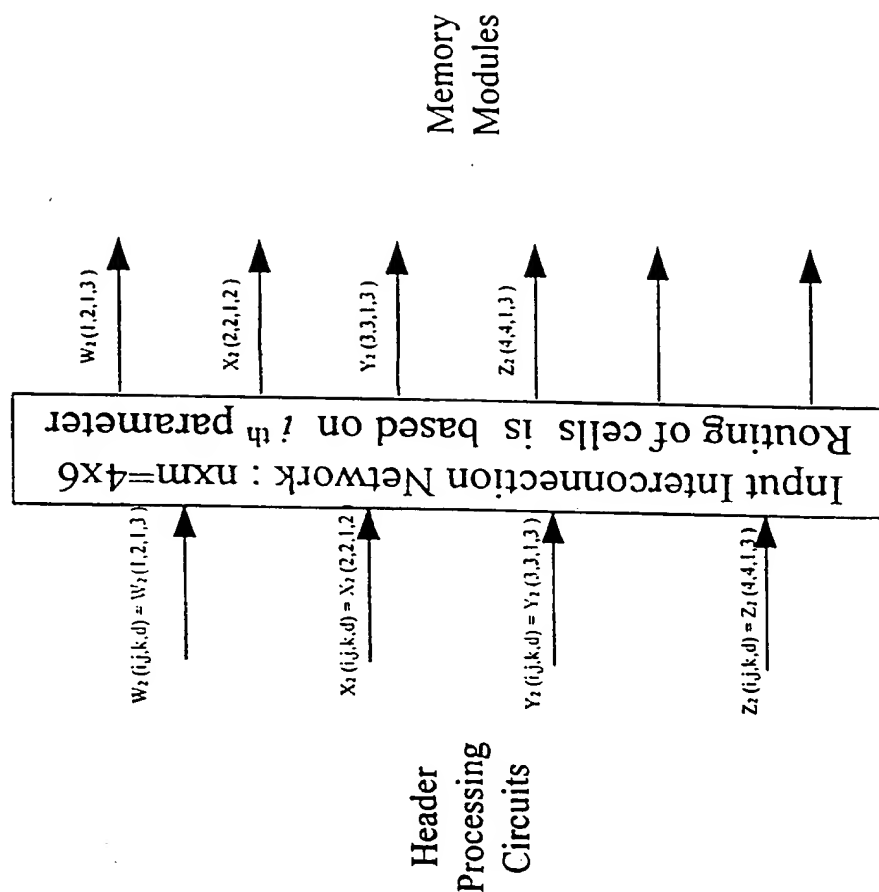 Header
Processing
Circuits
W₂(i,j,k,d) = W₂(1,2,1,3)
X₂(i,j,k,d) = X₂(2,2,1,2)
Y₂(i,j,k,d) = Y₂(3,3,1,3)
Z₂(i,j,k,d) = Z₂(4,4,1,3)
Input Interconnection Network : nxm=4x6
Routing of cells is based on i th parameter
W₂(1,2,1,3)
X₂(2,2,1,2)
Y₂(3,3,1,3)
Z₂(4,4,1,3)
Memory
Modules